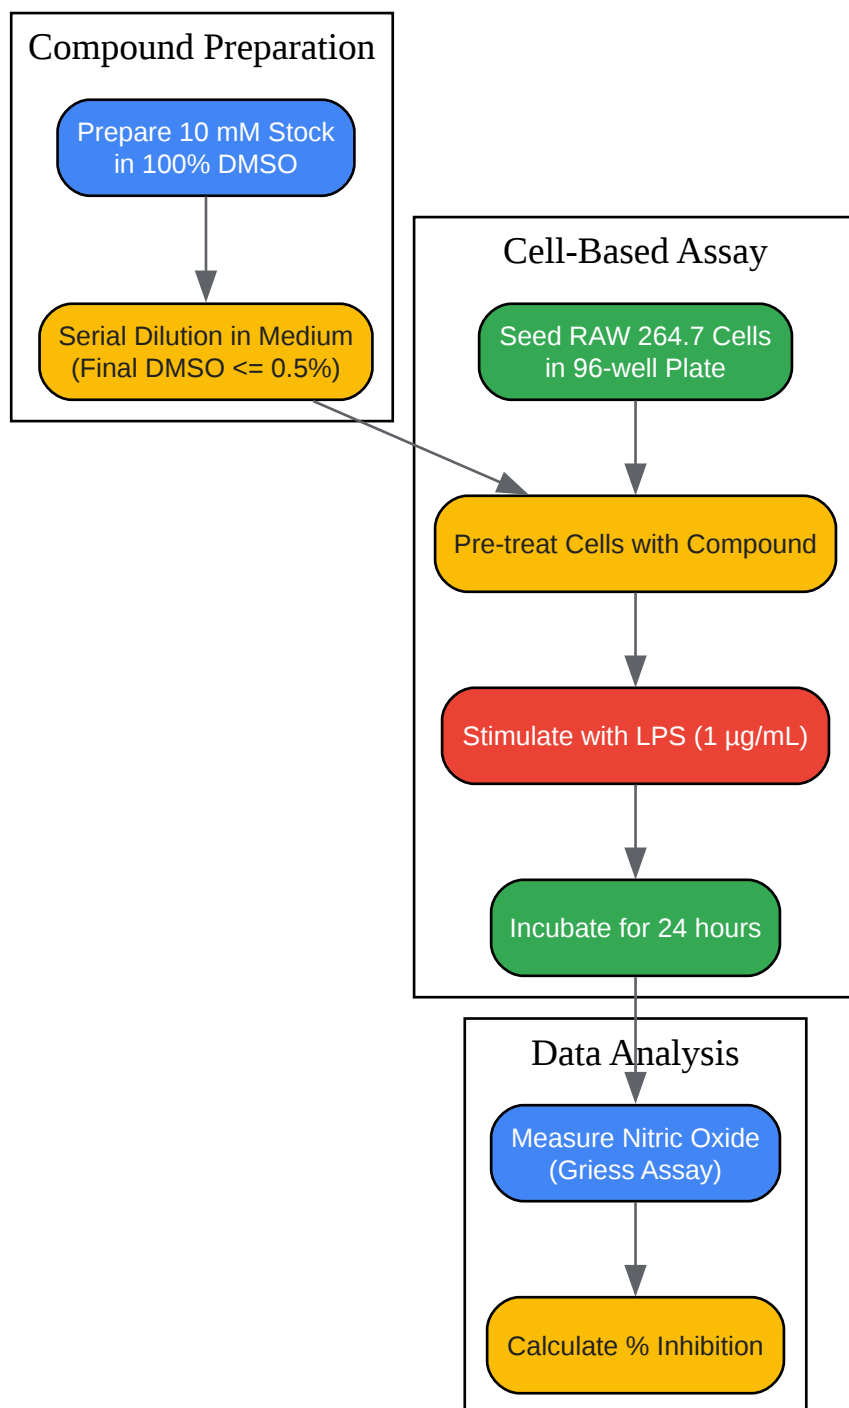 Compound Preparation
Prepare 10 mM Stock
in 100% DMSO
Serial Dilution in Medium
(Final DMSO <= 0.5%)
Cell-Based Assay
Seed RAW 264.7 Cells
in 96-well Plate
Pre-treat Cells with Compound
Stimulate with LPS (1 µg/mL)
Incubate for 24 hours
Data Analysis
Measure Nitric Oxide
(Griess Assay)
Calculate % Inhibition